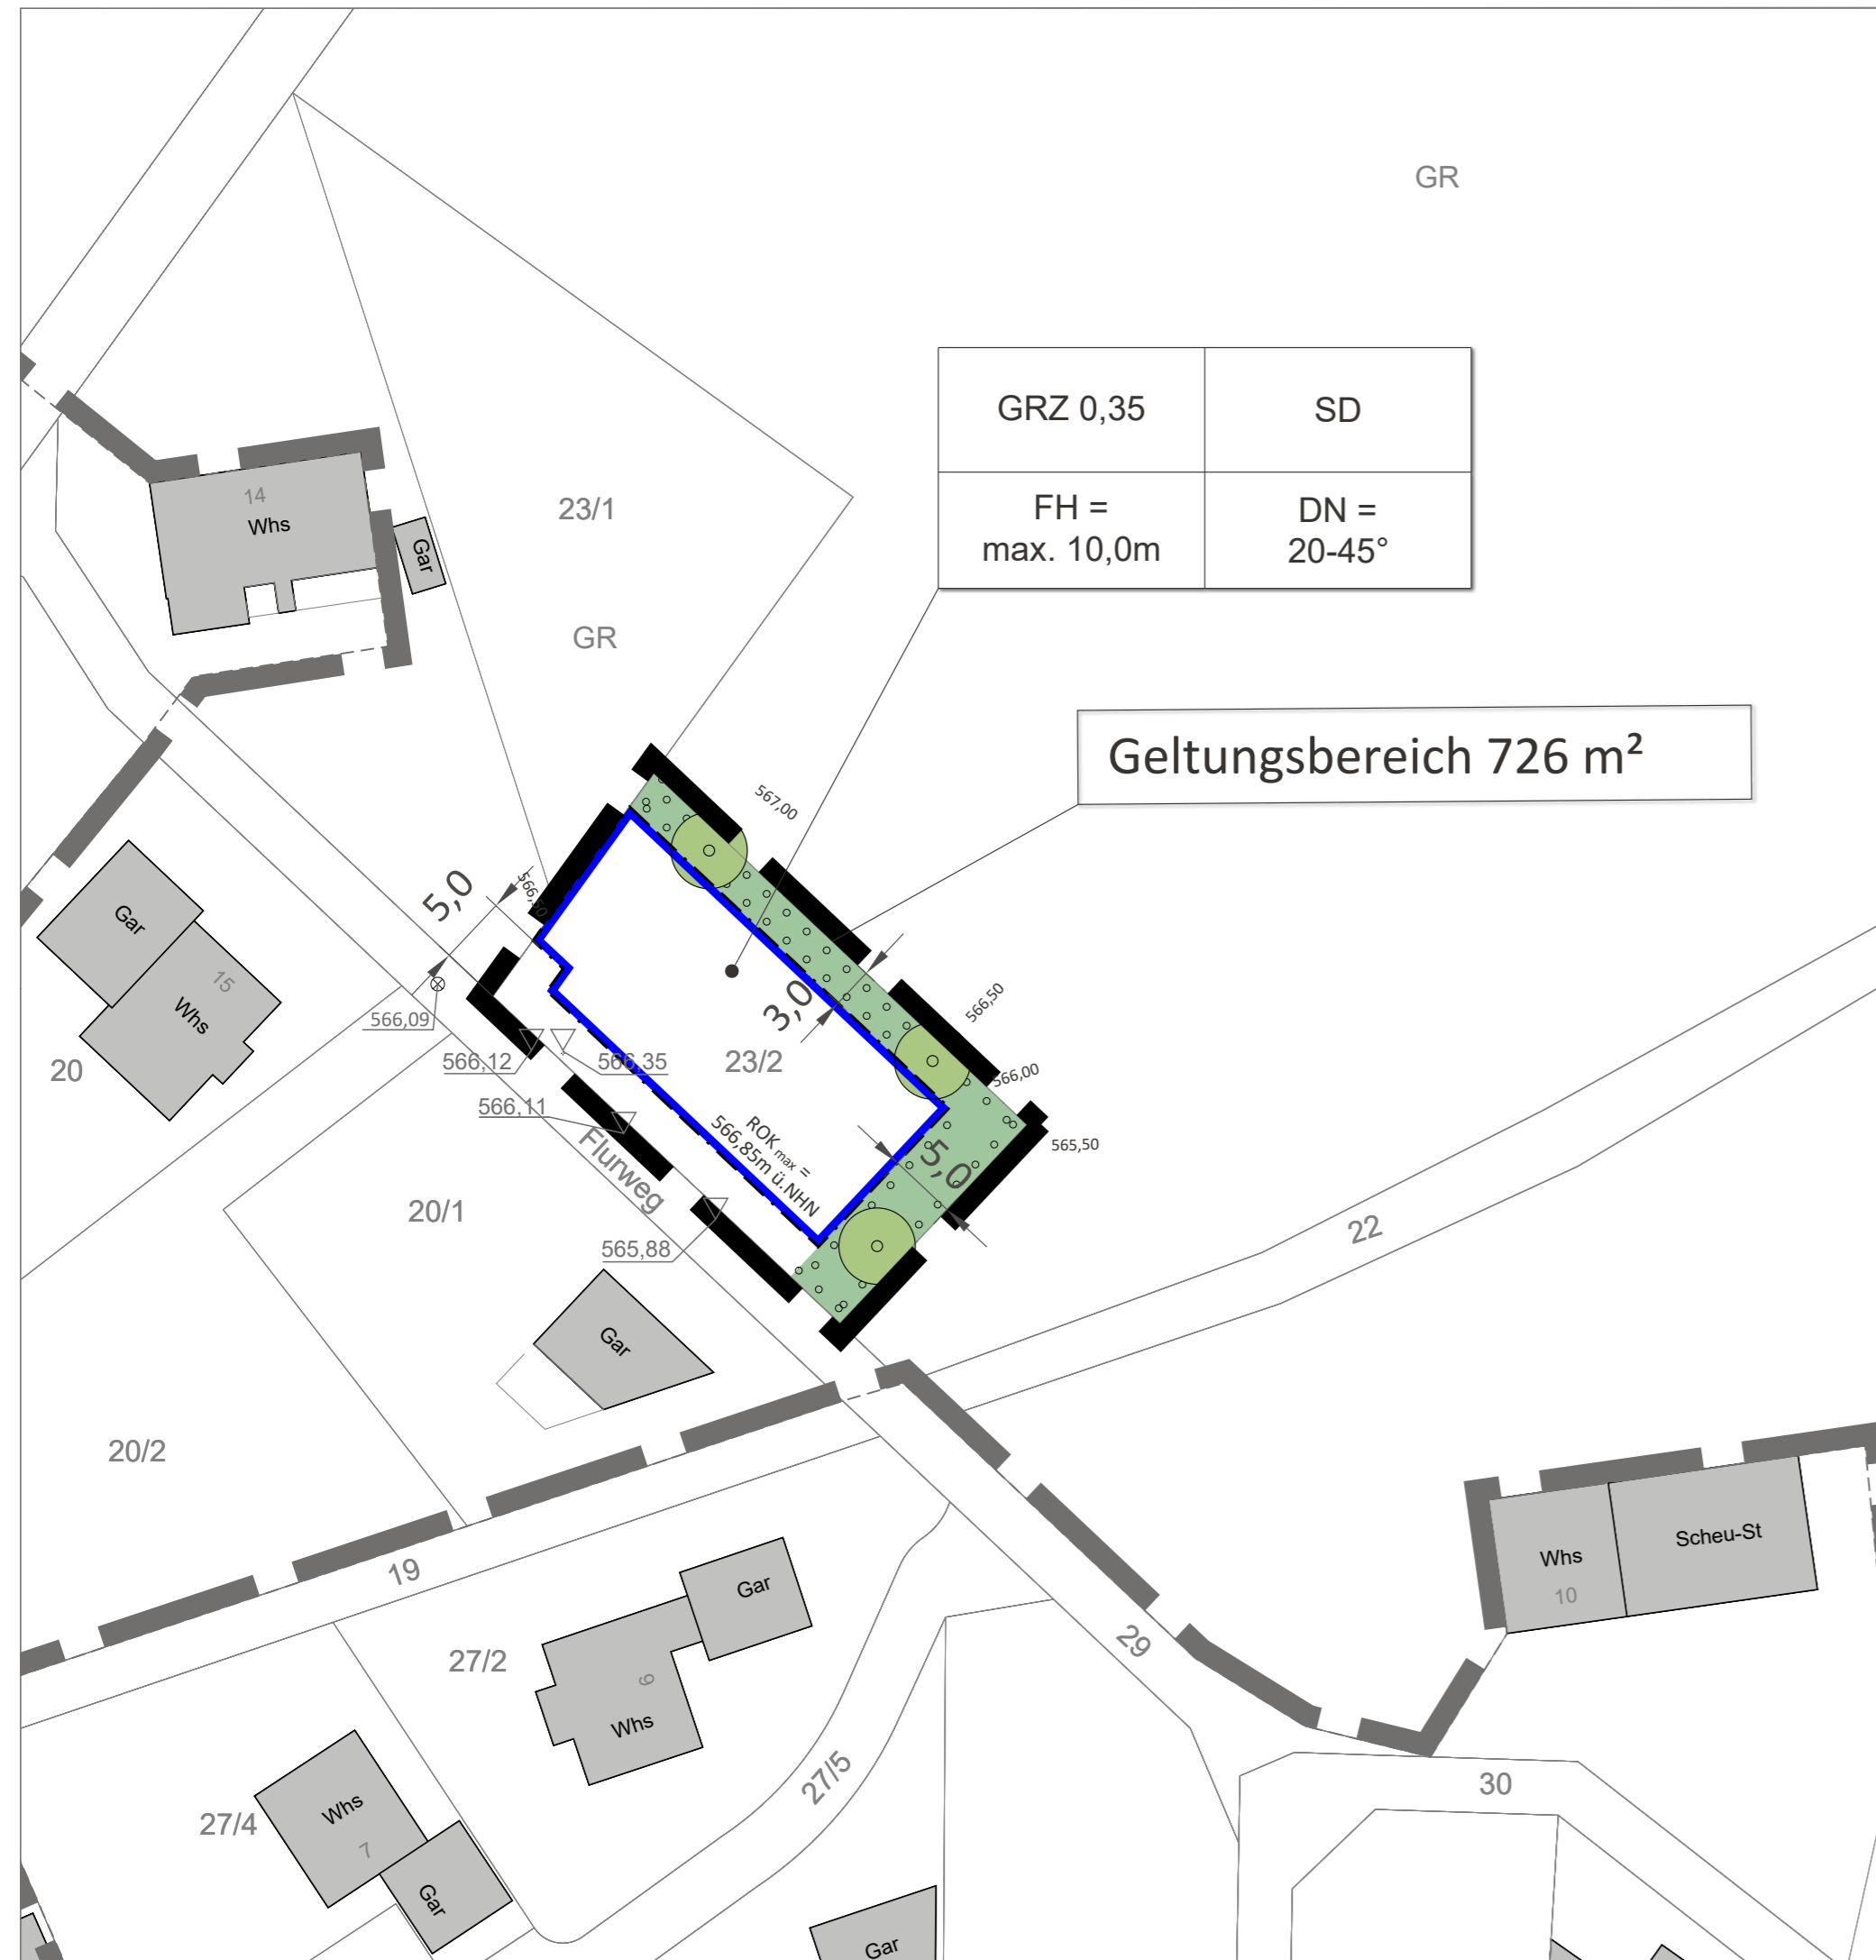 GR
GRZ 0,35
SD
FH =
max. 10,0m
DN =
20-45°
14
Whs
Gar
23/1
GR
Geltungsbereich 726 m²
567,00
5,0
566,50
Gar
15
Whs
20
566,09
566,12
566,35
3,0
23/2
566,50
566,00
565,50
566,11
Flurweg
ROK max =
566,85m ü.NHN
5,0
20/1
565,88
22
Gar
20/2
19
Gar
27/2
9
Whs
29
Whs
10
Scheu-St
27/5
30
27/4
Whs
7
Gar
Gar